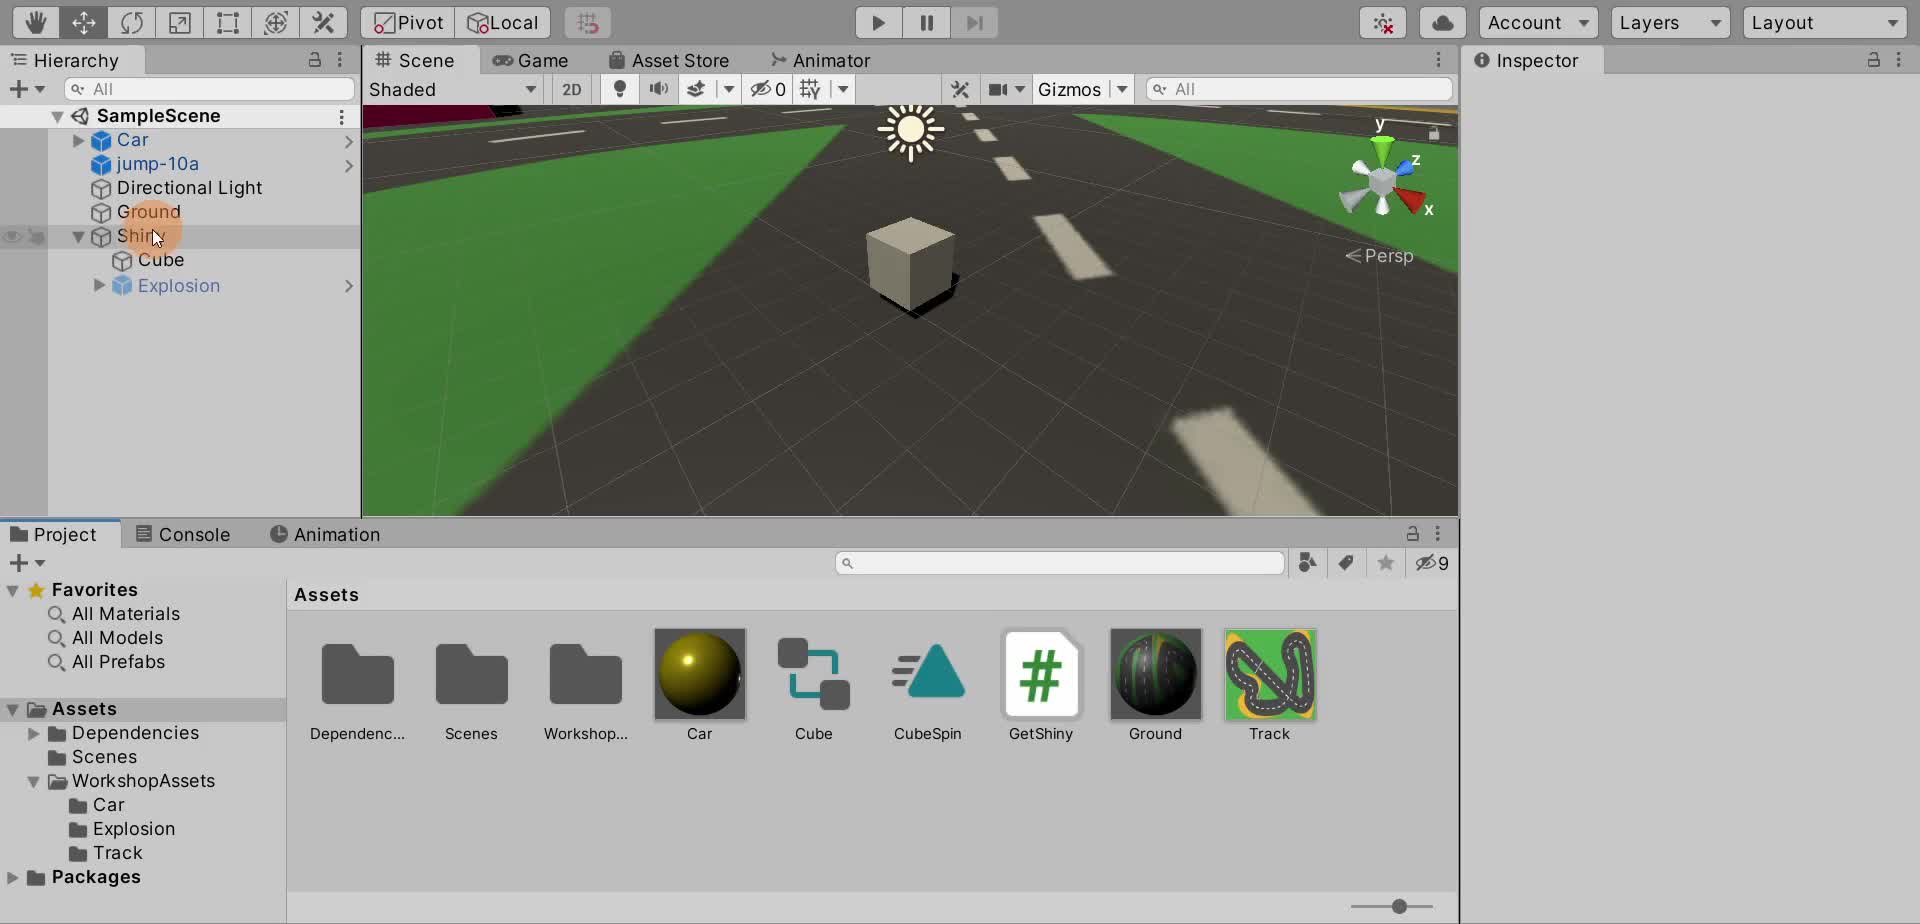 Pivot Local Account Layers Layout
Hierarchy Scene Game Asset Store Animator Inspector
All Shaded 2D 0 Gizmos All
SampleScene
Car
jump-10a
Directional Light
Ground
Shiny
Cube
Explosion
y
z
x
Persp
Project Console Animation
9
Favorites
All Materials
All Models
All Prefabs
Assets
Dependencies
Scenes
WorkshopAssets
Car
Explosion
Track
Packages
Assets
Dependenc... Scenes Workshop... Car Cube CubeSpin GetShiny Ground Track